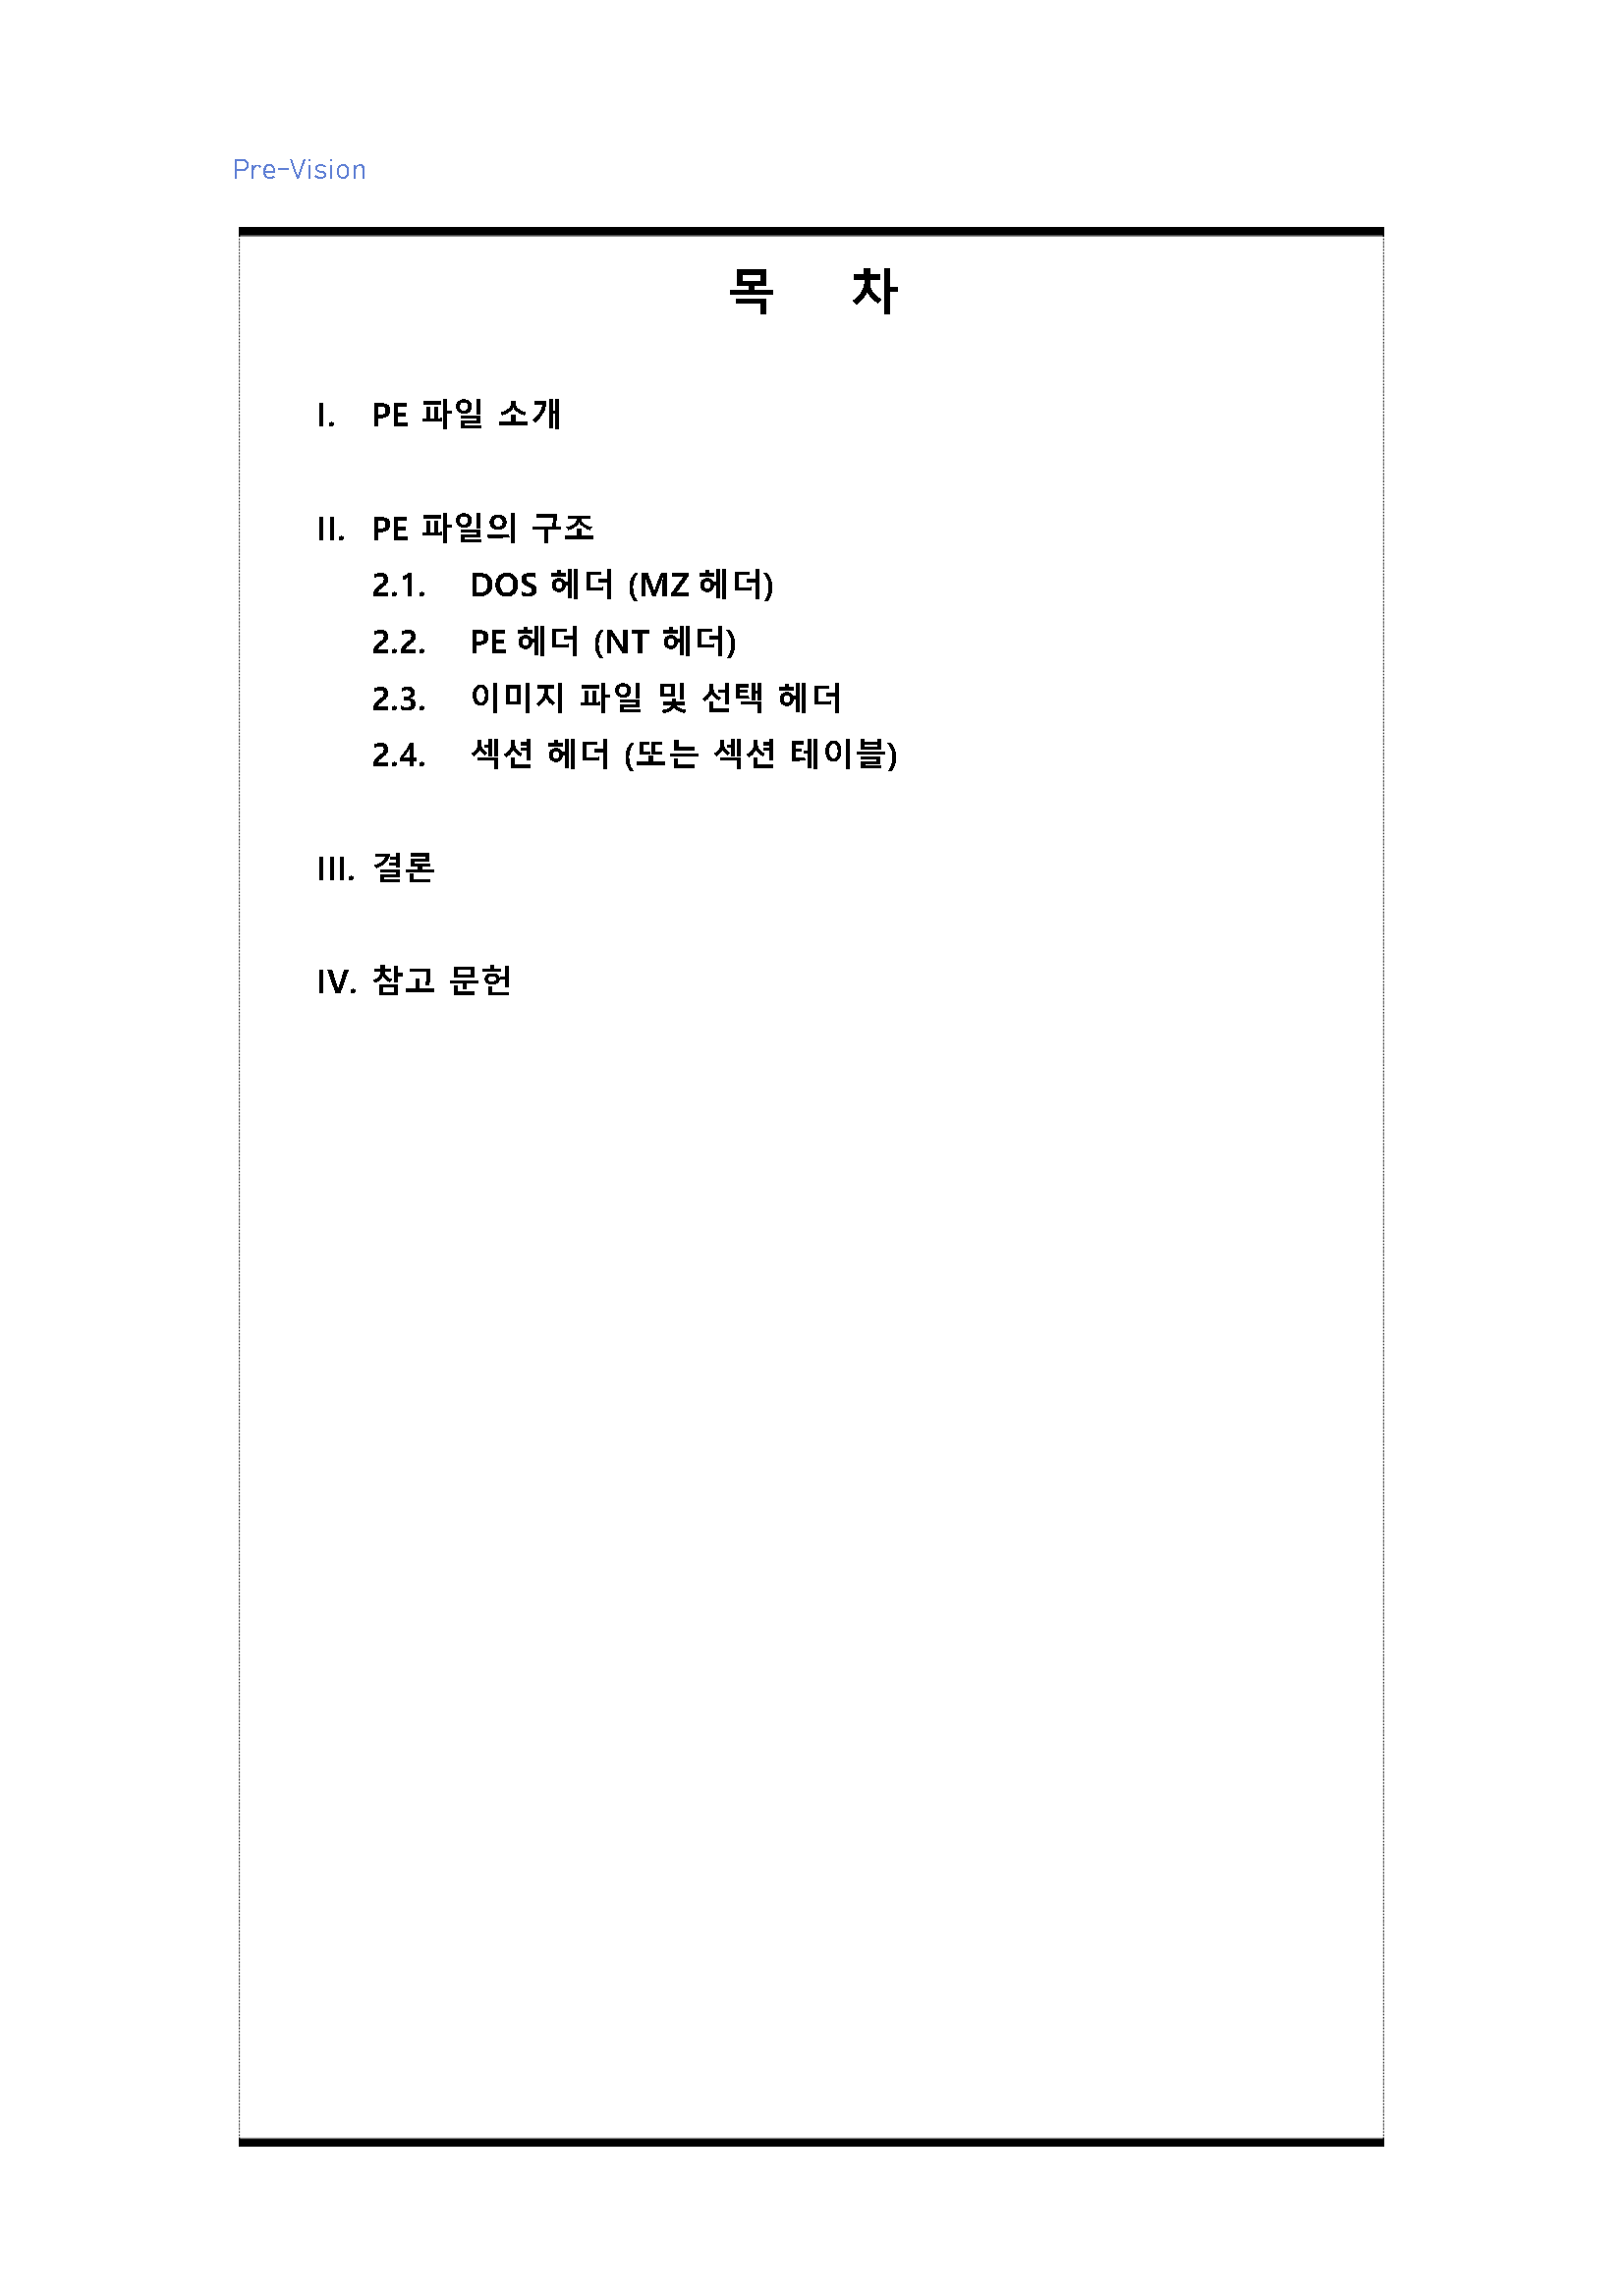 Pre-Vision
목 차
I. PE 파일 소개
II. PE 파일의 구조
2.1. DOS 헤더 (MZ 헤더)
2.2. PE 헤더 (NT 헤더)
2.3. 이미지 파일 및 선택 헤더
2.4. 섹션 헤더 (또는 섹션 테이블)
III. 결론
IV. 참고 문헌